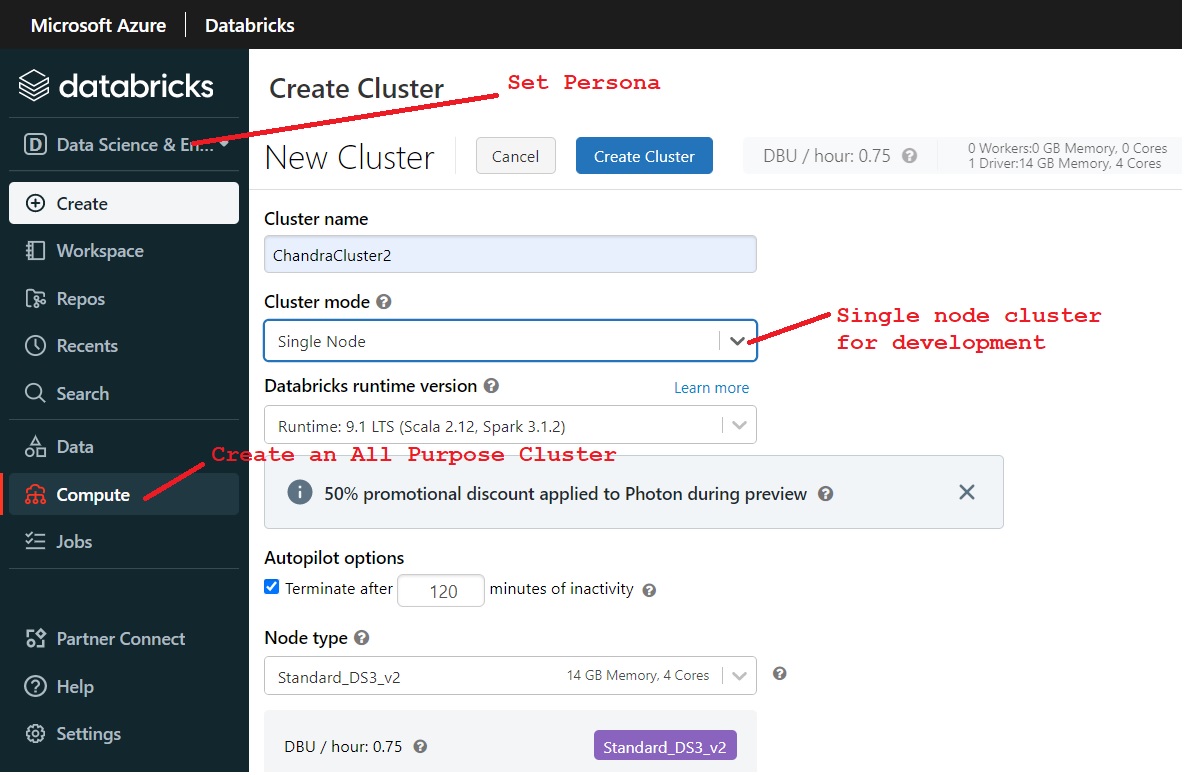 Microsoft Azure Databricks
databricks
Data Science & En...
Create
Workspace
Repos
Recents
Search
Data
Compute
Jobs
Partner Connect
Help
Settings
Create Cluster
Set Persona
New Cluster
Cancel
Create Cluster
DBU / hour: 0.75 ?
0 Workers:0 GB Memory, 0 Cores
1 Driver:14 GB Memory, 4 Cores
Cluster name
ChandraCluster2
Cluster mode ?
Single Node
Single node cluster
for development
Databricks runtime version ?
Learn more
Runtime: 9.1 LTS (Scala 2.12, Spark 3.1.2)
Create an All Purpose Cluster
50% promotional discount applied to Photon during preview ?
Autopilot options
Terminate after 120 minutes of inactivity ?
Node type ?
Standard_DS3_v2 14 GB Memory, 4 Cores ?
DBU / hour: 0.75 ? Standard_DS3_v2